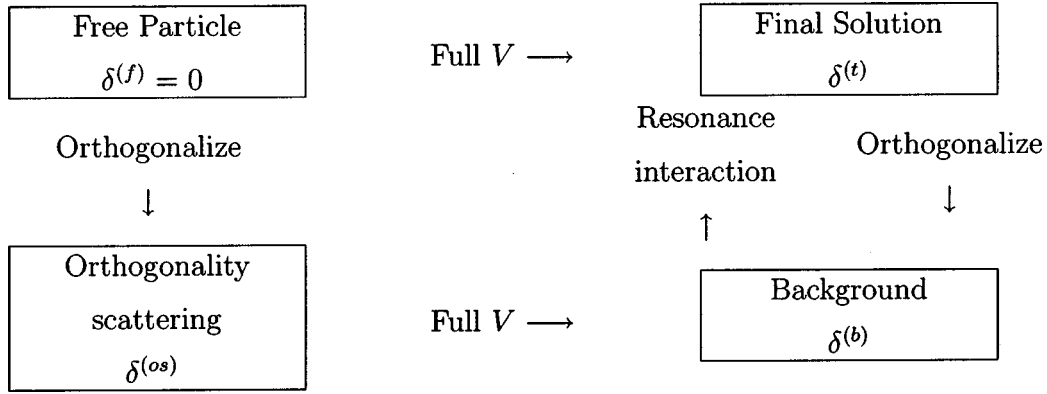 Free Particle
δ^(f) = 0
Full V ⟶
Final Solution
δ^(t)
Orthogonalize
↓
Resonance
interaction
↑
Orthogonalize
↓
Orthogonality
scattering
δ^(os)
Full V ⟶
Background
δ^(b)